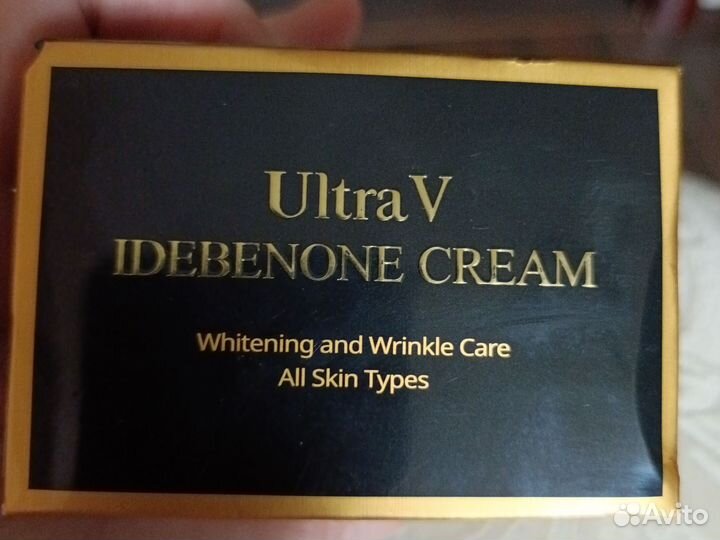 Ultra V
IDEBENONE CREAM
Whitening and Wrinkle Care
All Skin Types
Avito